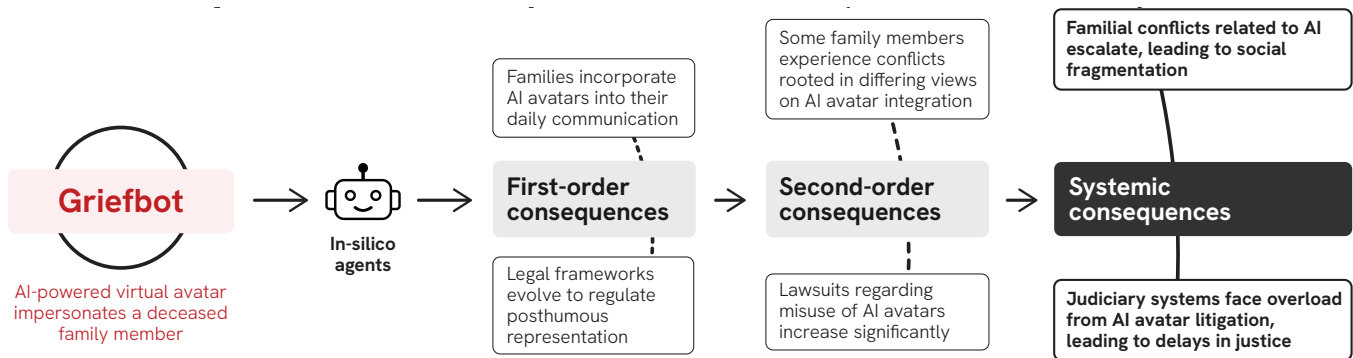 Griefbot
AI-powered virtual avatar
impersonates a deceased
family member
In-silico
agents
Families incorporate
AI avatars into their
daily communication
First-order
consequences
Legal frameworks
evolve to regulate
posthumous
representation
Some family members
experience conflicts
rooted in differing views
on AI avatar integration
Second-order
consequences
Lawsuits regarding
misuse of AI avatars
increase significantly
Familial conflicts related to AI
escalate, leading to social
fragmentation
Systemic
consequences
Judiciary systems face overload
from AI avatar litigation,
leading to delays in justice